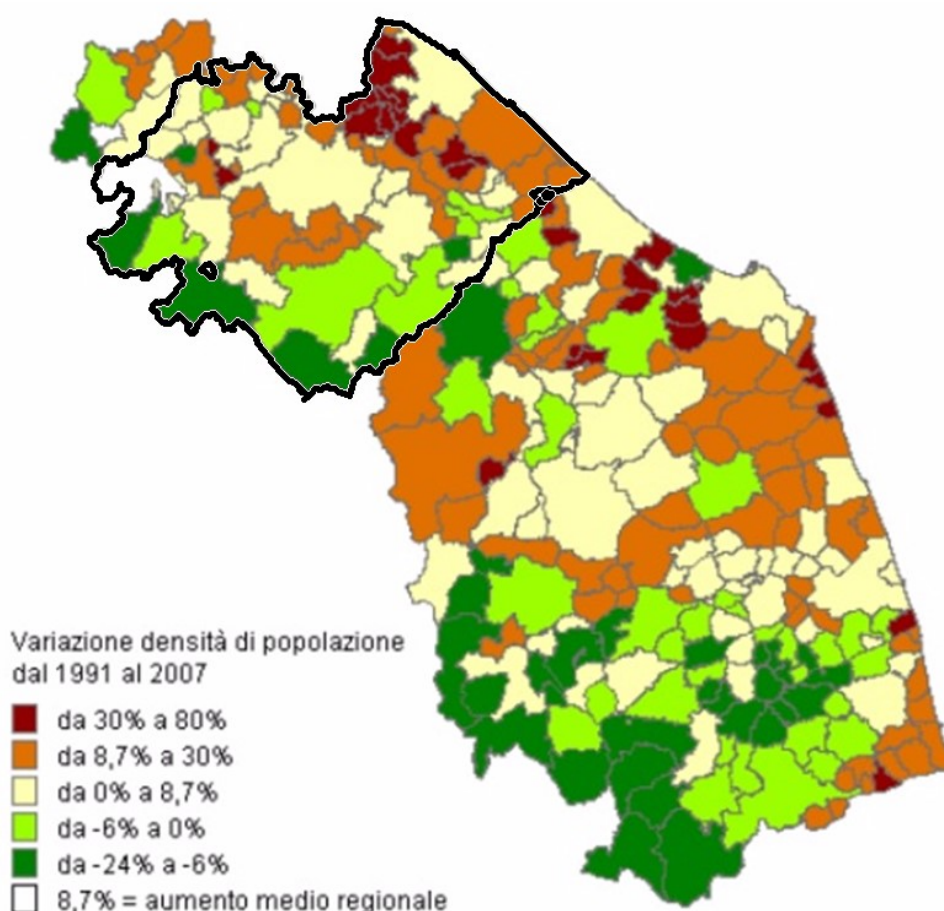 Variazione densità di popolazione
dal 1991 al 2007
da 30% a 80%
da 8,7% a 30%
da 0% a 8,7%
da -6% a 0%
da -24% a -6%
8,7% = aumento medio regionale